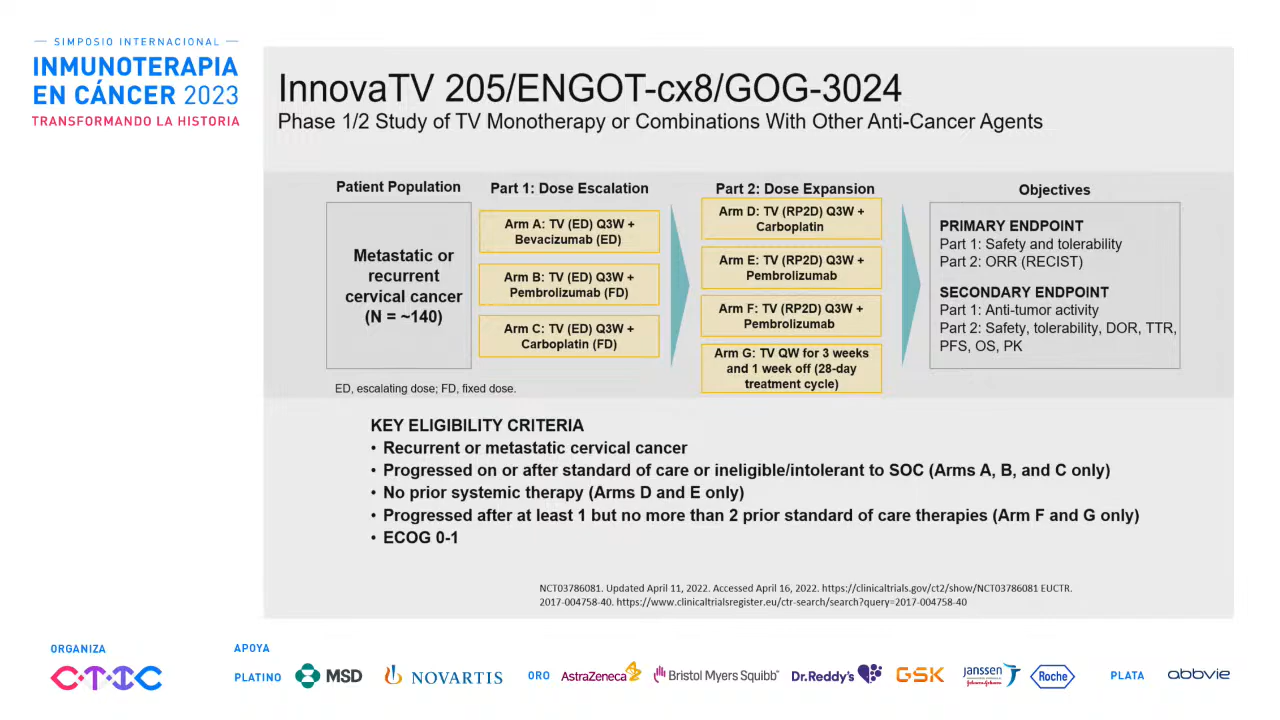 SIMPOSIO INTERNACIONAL
INMUNOTERAPIA
EN CÁNCER 2023
TRANSFORMANDO LA HISTORIA
InnovaTV 205/ENGOT-cx8/GOG-3024
Phase 1/2 Study of TV Monotherapy or Combinations With Other Anti-Cancer Agents
Patient Population
Metastatic or
recurrent
cervical cancer
(N = ~140)
Part 1: Dose Escalation
Arm A: TV (ED) Q3W +
Bevacizumab (ED)
Arm B: TV (ED) Q3W +
Pembrolizumab (FD)
Arm C: TV (ED) Q3W +
Carboplatin (FD)
Part 2: Dose Expansion
Arm D: TV (RP2D) Q3W +
Carboplatin
Arm E: TV (RP2D) Q3W +
Pembrolizumab
Arm F: TV (RP2D) Q3W +
Pembrolizumab
Arm G: TV QW for 3 weeks
and 1 week off (28-day
treatment cycle)
Objectives
PRIMARY ENDPOINT
Part 1: Safety and tolerability
Part 2: ORR (RECIST)
SECONDARY ENDPOINT
Part 1: Anti-tumor activity
Part 2: Safety, tolerability, DOR, TTR,
PFS, OS, PK
ED, escalating dose; FD, fixed dose.
KEY ELIGIBILITY CRITERIA
• Recurrent or metastatic cervical cancer
• Progressed on or after standard of care or ineligible/intolerant to SOC (Arms A, B, and C only)
• No prior systemic therapy (Arms D and E only)
• Progressed after at least 1 but no more than 2 prior standard of care therapies (Arm F and G only)
• ECOG 0-1
NCT03786081. Updated April 11, 2022. Accessed April 16, 2022. https://clinicaltrials.gov/ct2/show/NCT03786081 EUCTR.
2017-004758-40. https://www.clinicaltrialsregister.eu/ctr-search/search?query=2017-004758-40
ORGANIZA
CTIC
APOYA
PLATINO
MSD
NOVARTIS
ORO
AstraZeneca
Bristol Myers Squibb
Dr.Reddy's
GSK
Janssen
Johnson&Johnson
Roche
PLATA
abbvie